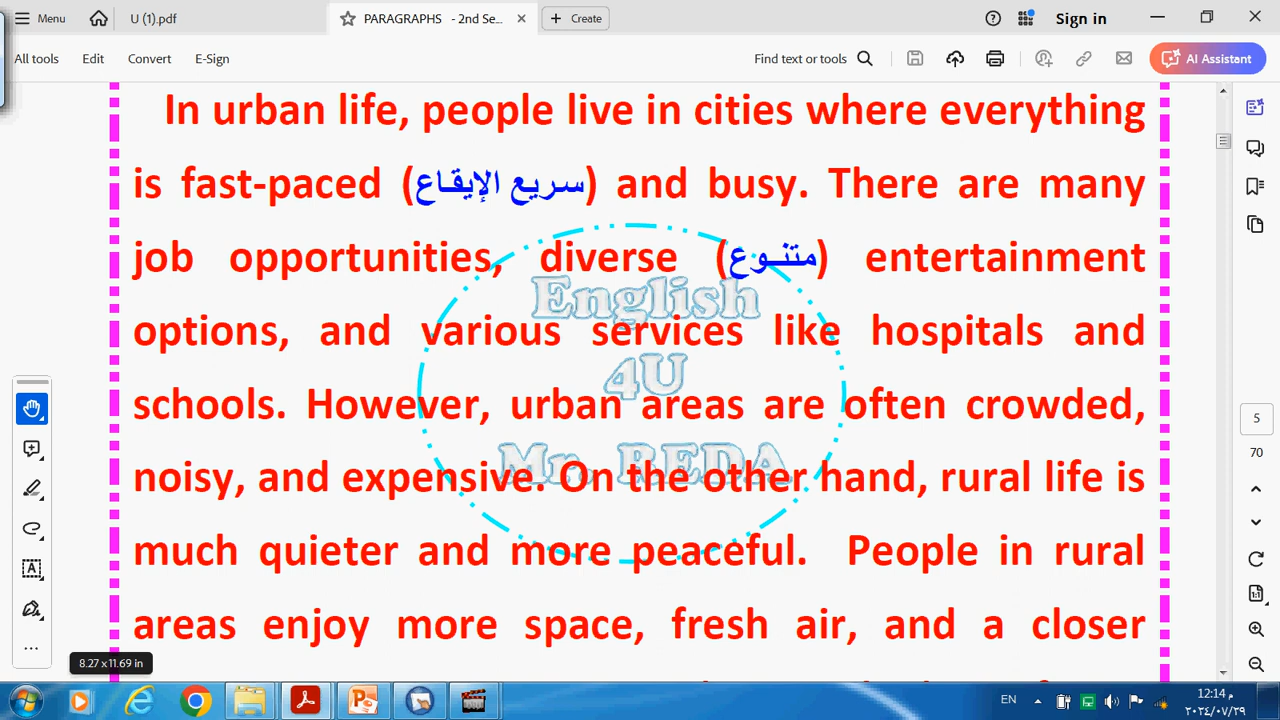 Menu
U (1).pdf
PARAGRAPHS - 2nd Se...
Create
Sign in
All tools
Edit
Convert
E-Sign
Find text or tools
AI Assistant
In urban life, people live in cities where everything
is fast-paced (سريع الإيقاع) and busy. There are many
job opportunities, diverse (متنوع) entertainment
options, and various services like hospitals and
schools. However, urban areas are often crowded,
noisy, and expensive. On the other hand, rural life is
much quieter and more peaceful. People in rural
areas enjoy more space, fresh air, and a closer
English
4U
Mr. REDA
5
70
8.27 x 11.69 in
EN
12:14 م
٢٠٢٤/٠٧/٢٩